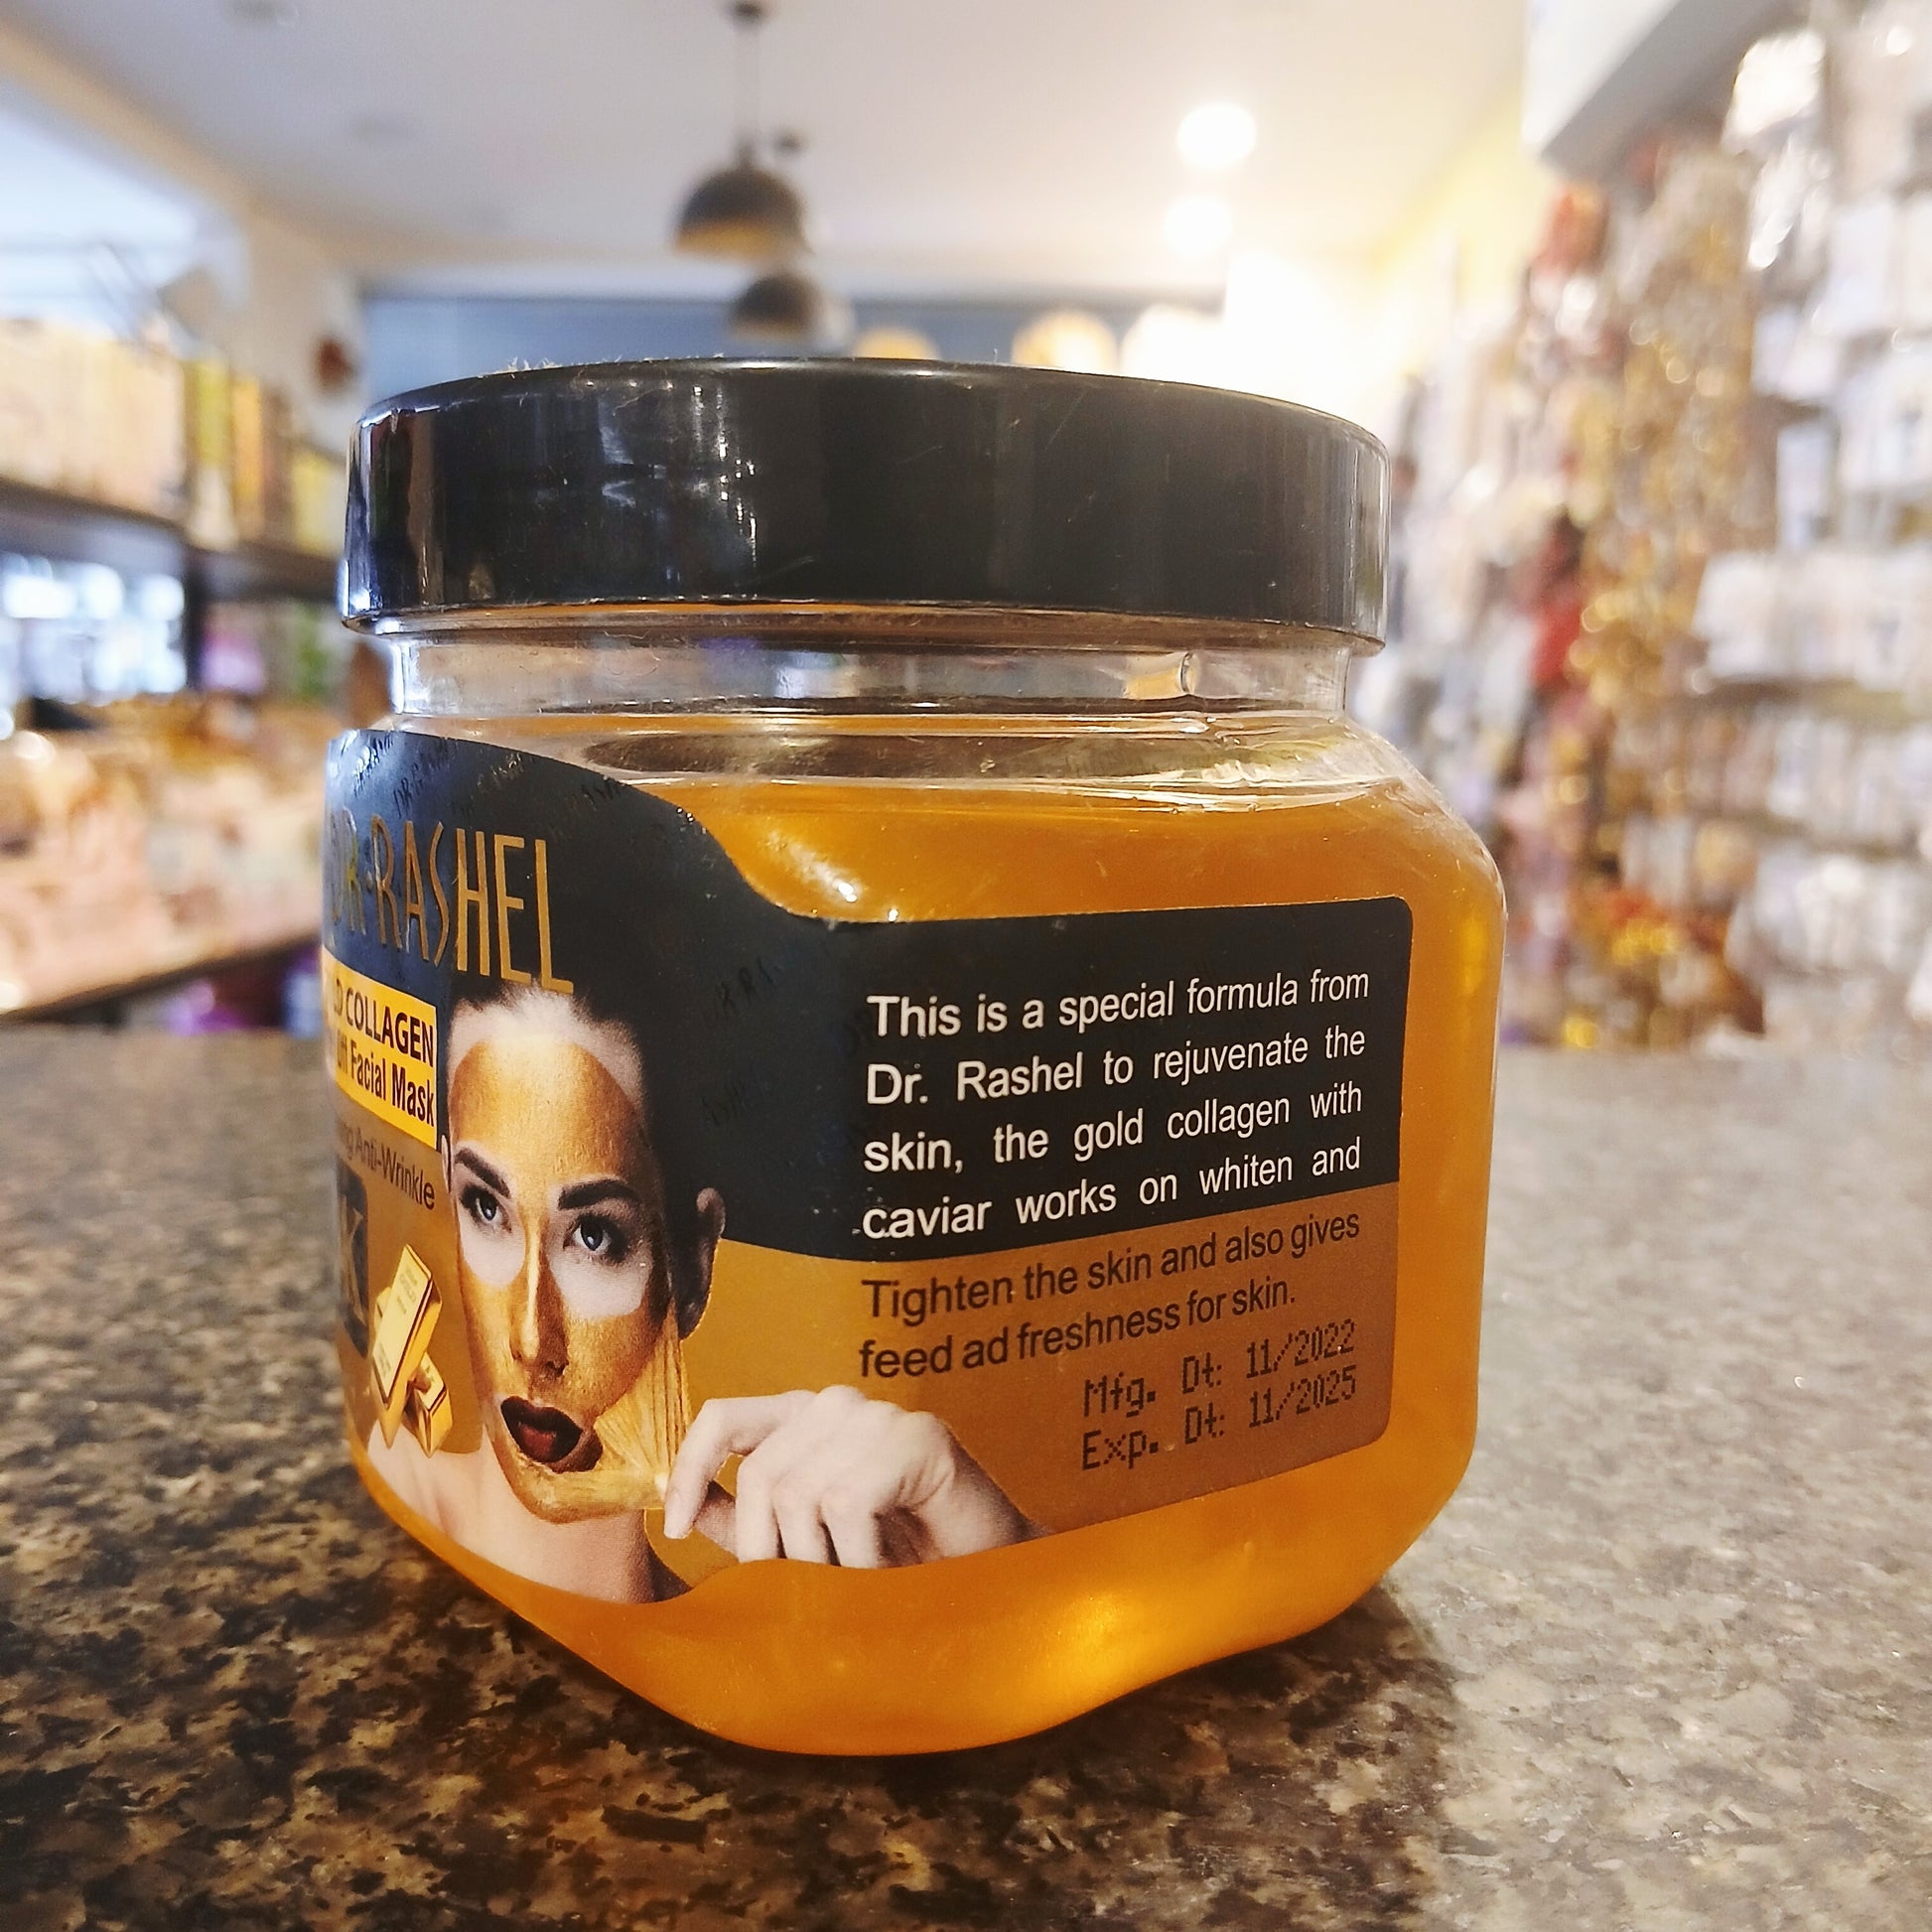 DR·RASHEL
COLLAGEN
Lift Facial Mask
Anti-Wrinkle
K
This is a special formula from
Dr. Rashel to rejuvenate the
skin, the gold collagen with
caviar works on whiten and
Tighten the skin and also gives
feed ad freshness for skin.
Mfg. Dt: 11/2022
Exp. Dt: 11/2025